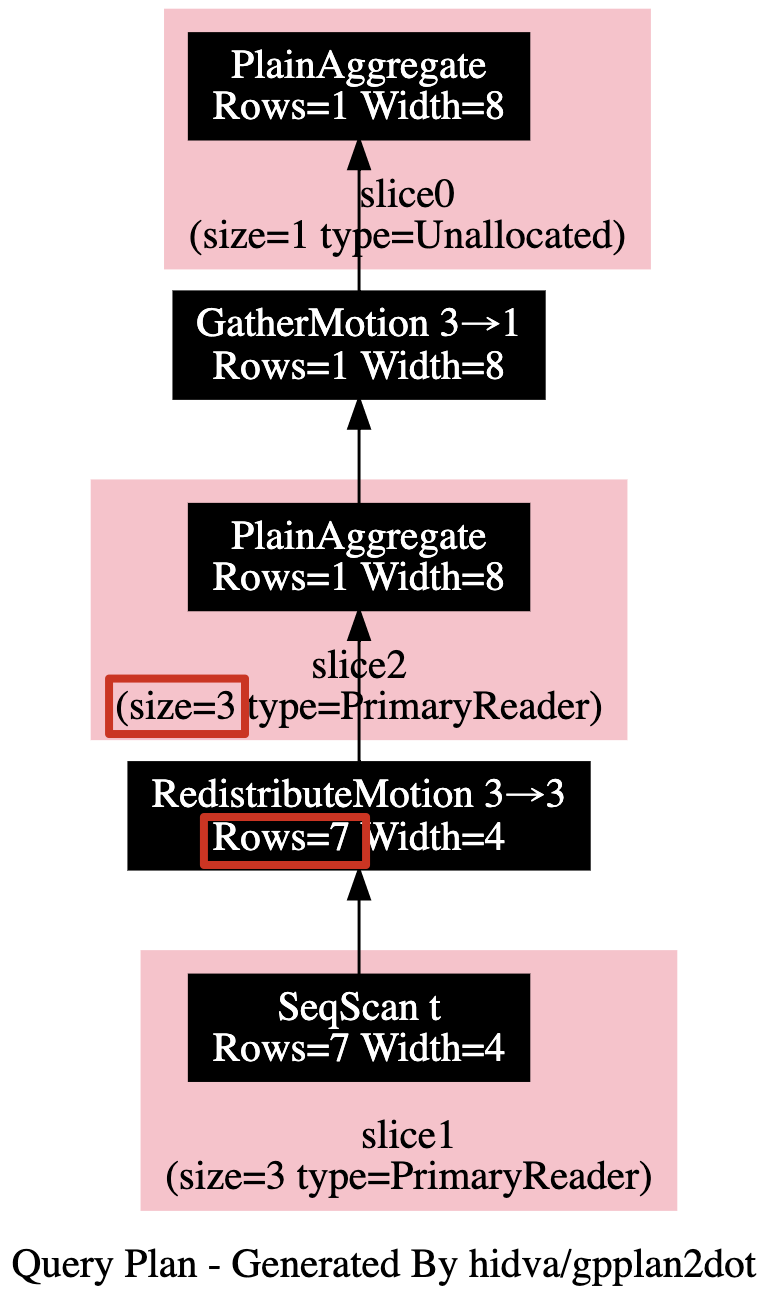 PlainAggregate
Rows=1 Width=8
slice0
(size=1 type=Unallocated)
GatherMotion 3→1
Rows=1 Width=8
PlainAggregate
Rows=1 Width=8
slice2
(size=3 type=PrimaryReader)
RedistributeMotion 3→3
Rows=7 Width=4
SeqScan t
Rows=7 Width=4
slice1
(size=3 type=PrimaryReader)
Query Plan - Generated By hidva/gpplan2dot